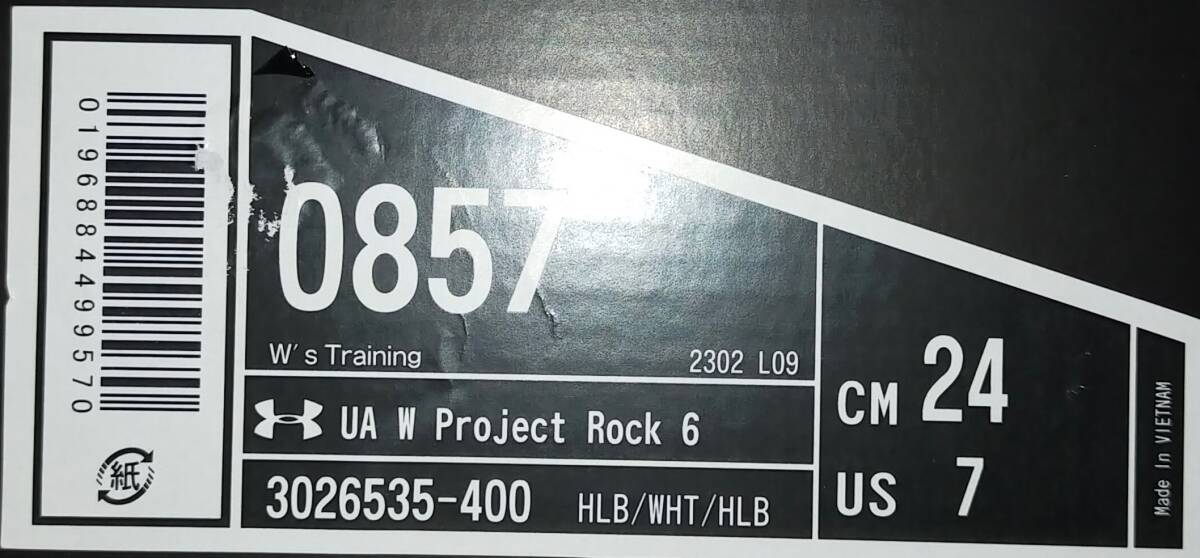 0196884499570
紙
0857
W's Training 2302 L09
UA W Project Rock 6
3026535-400 HLB/WHT/HLB
CM 24
US 7
Made In VIETNAM